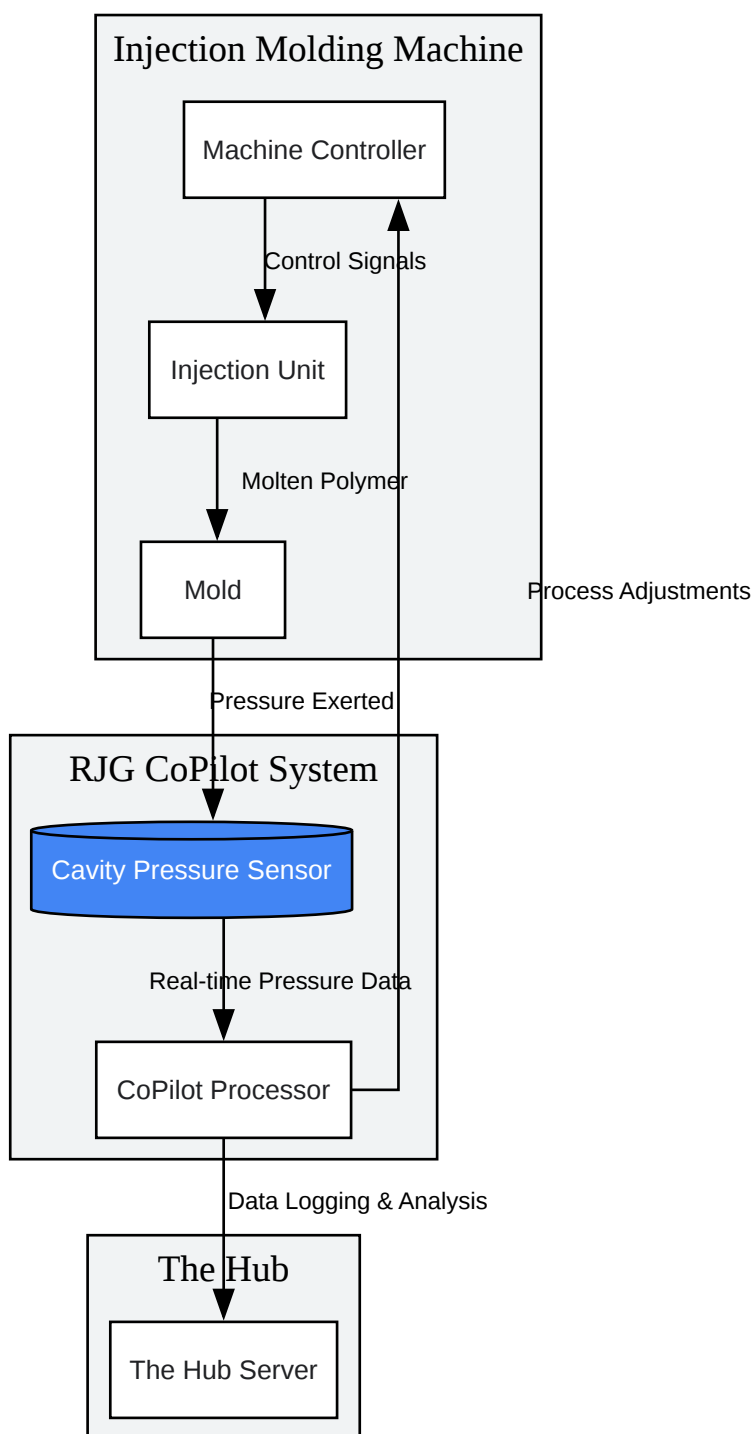 Injection Molding Machine
Machine Controller
Control Signals
Injection Unit
Molten Polymer
Mold
Process Adjustments
Pressure Exerted
RJG CoPilot System
Cavity Pressure Sensor
Real-time Pressure Data
CoPilot Processor
Data Logging & Analysis
The Hub
The Hub Server